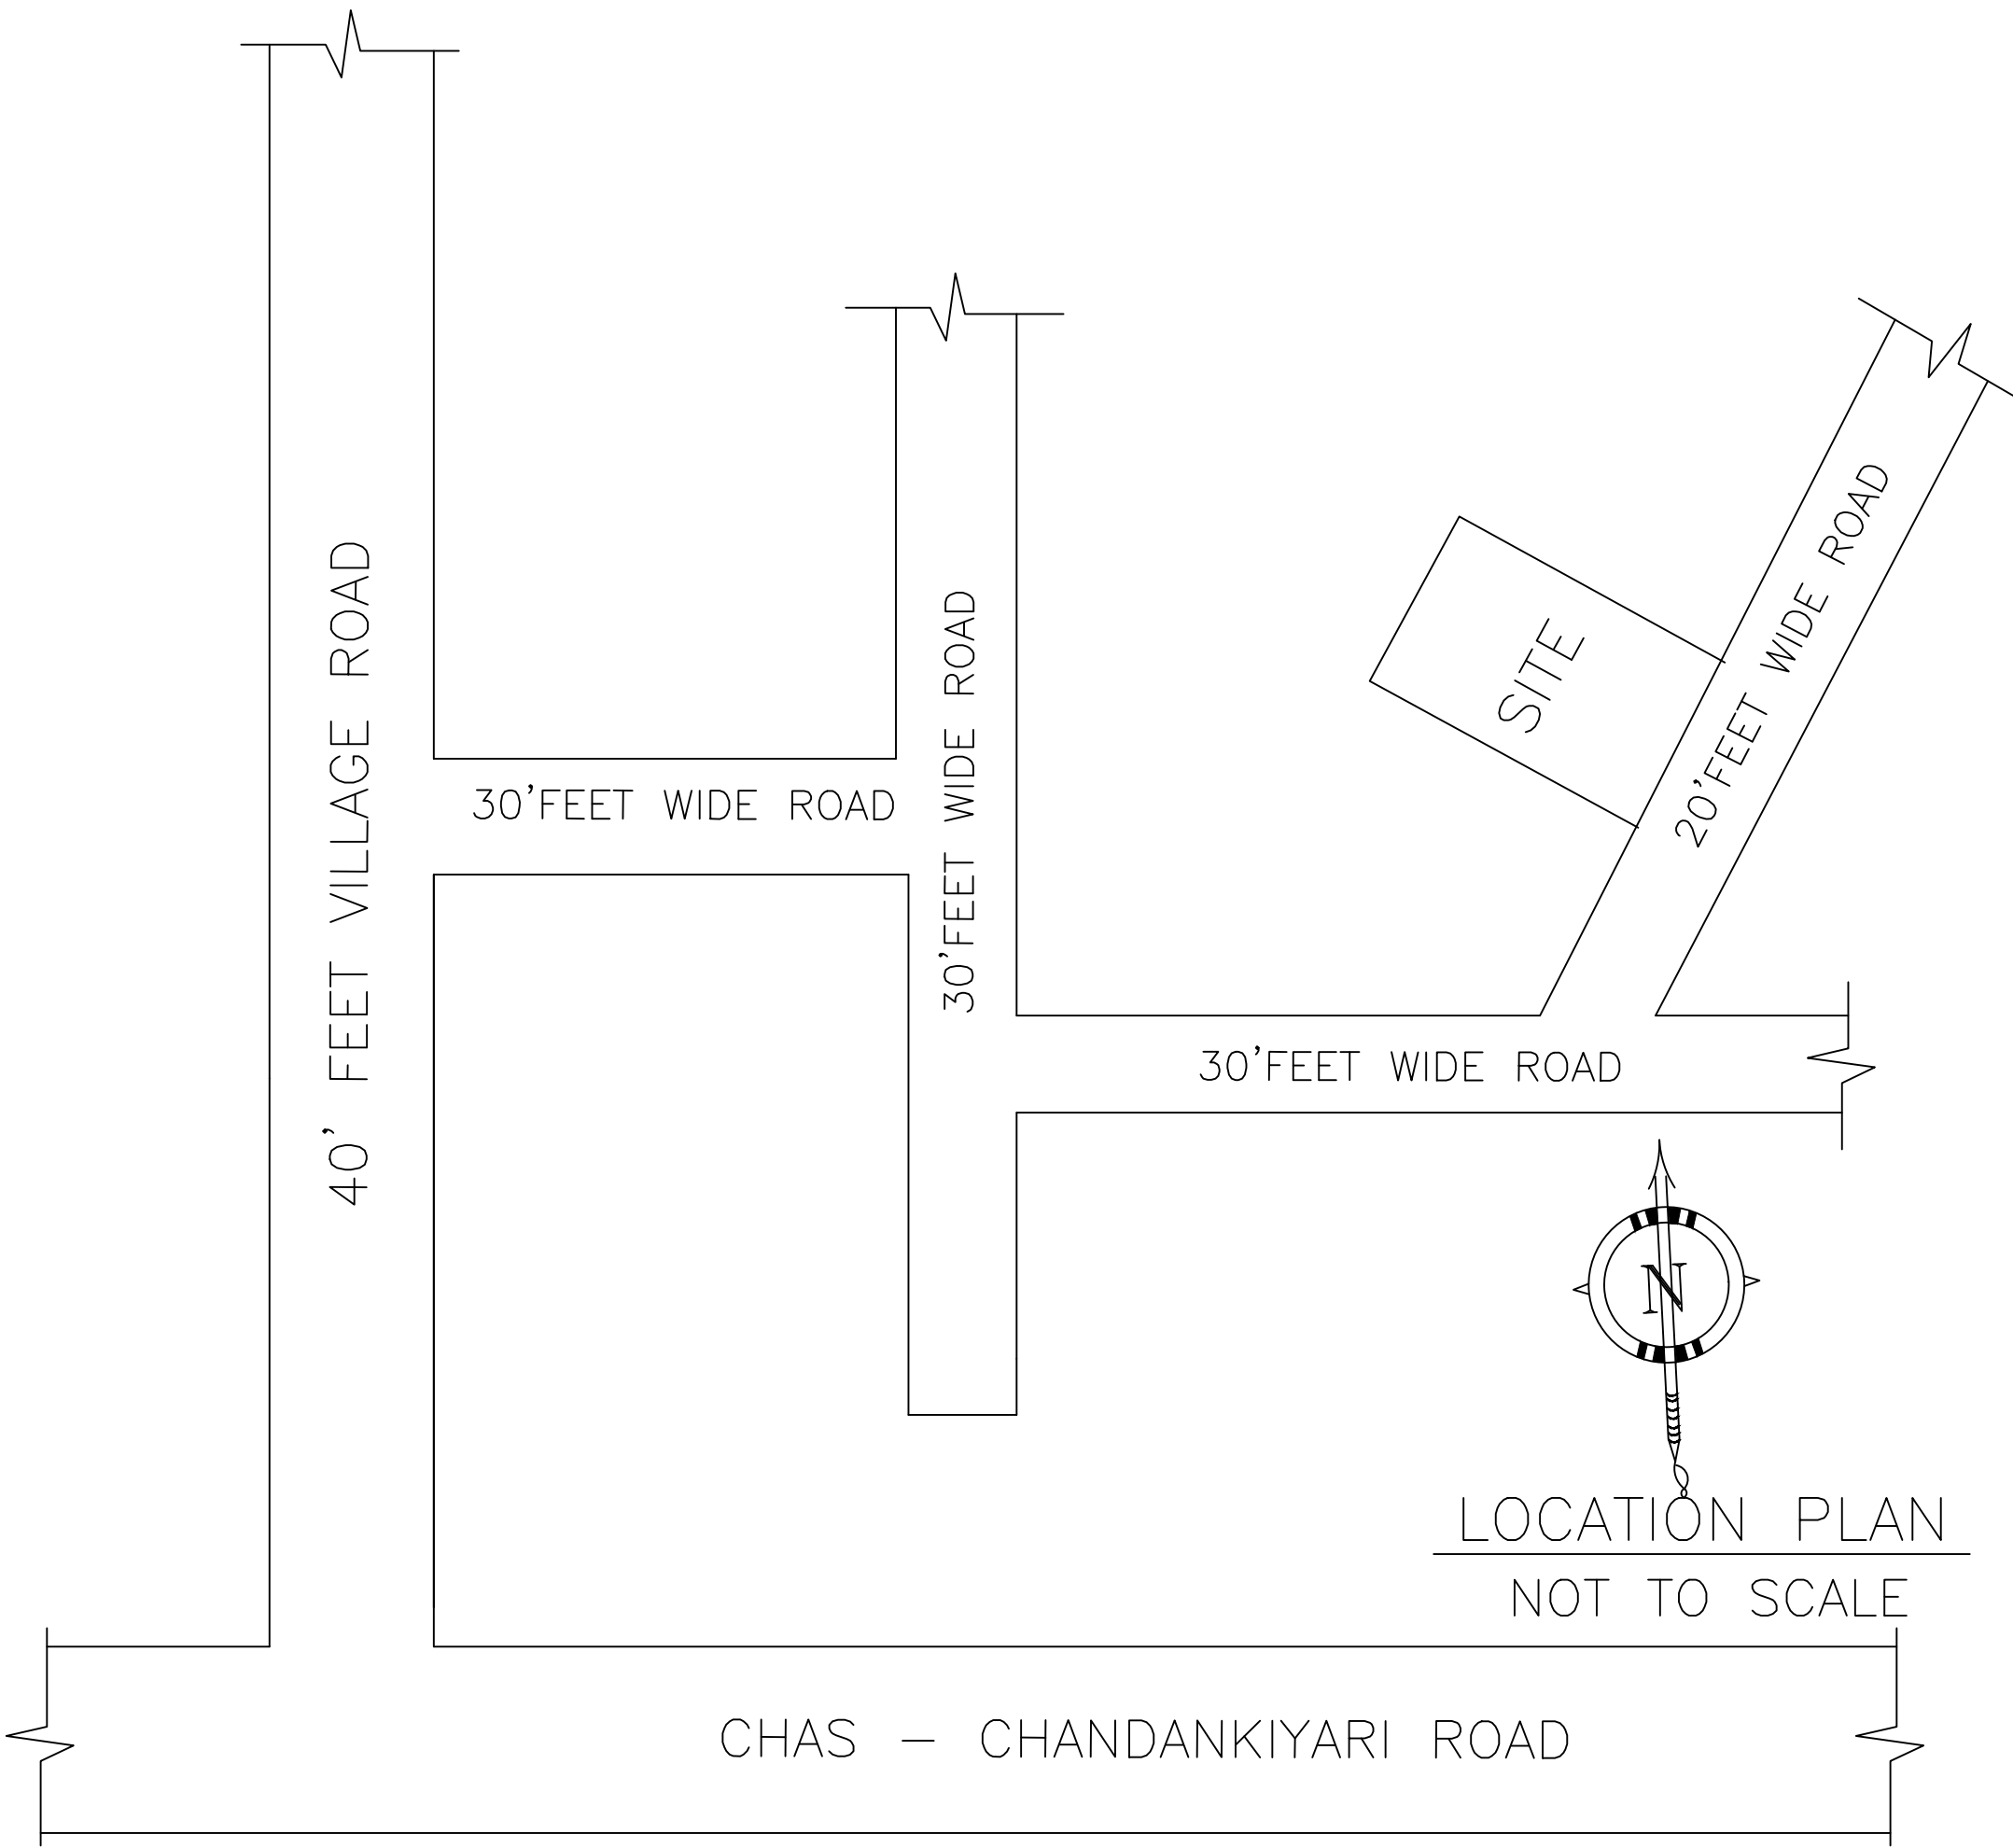 40' FEET VILLAGE ROAD
30'FEET WIDE ROAD
30'FEET WIDE ROAD
SITE
20'FEET WIDE ROAD
30'FEET WIDE ROAD
N
LOCATION PLAN
NOT TO SCALE
CHAS - CHANDANKIYARI ROAD